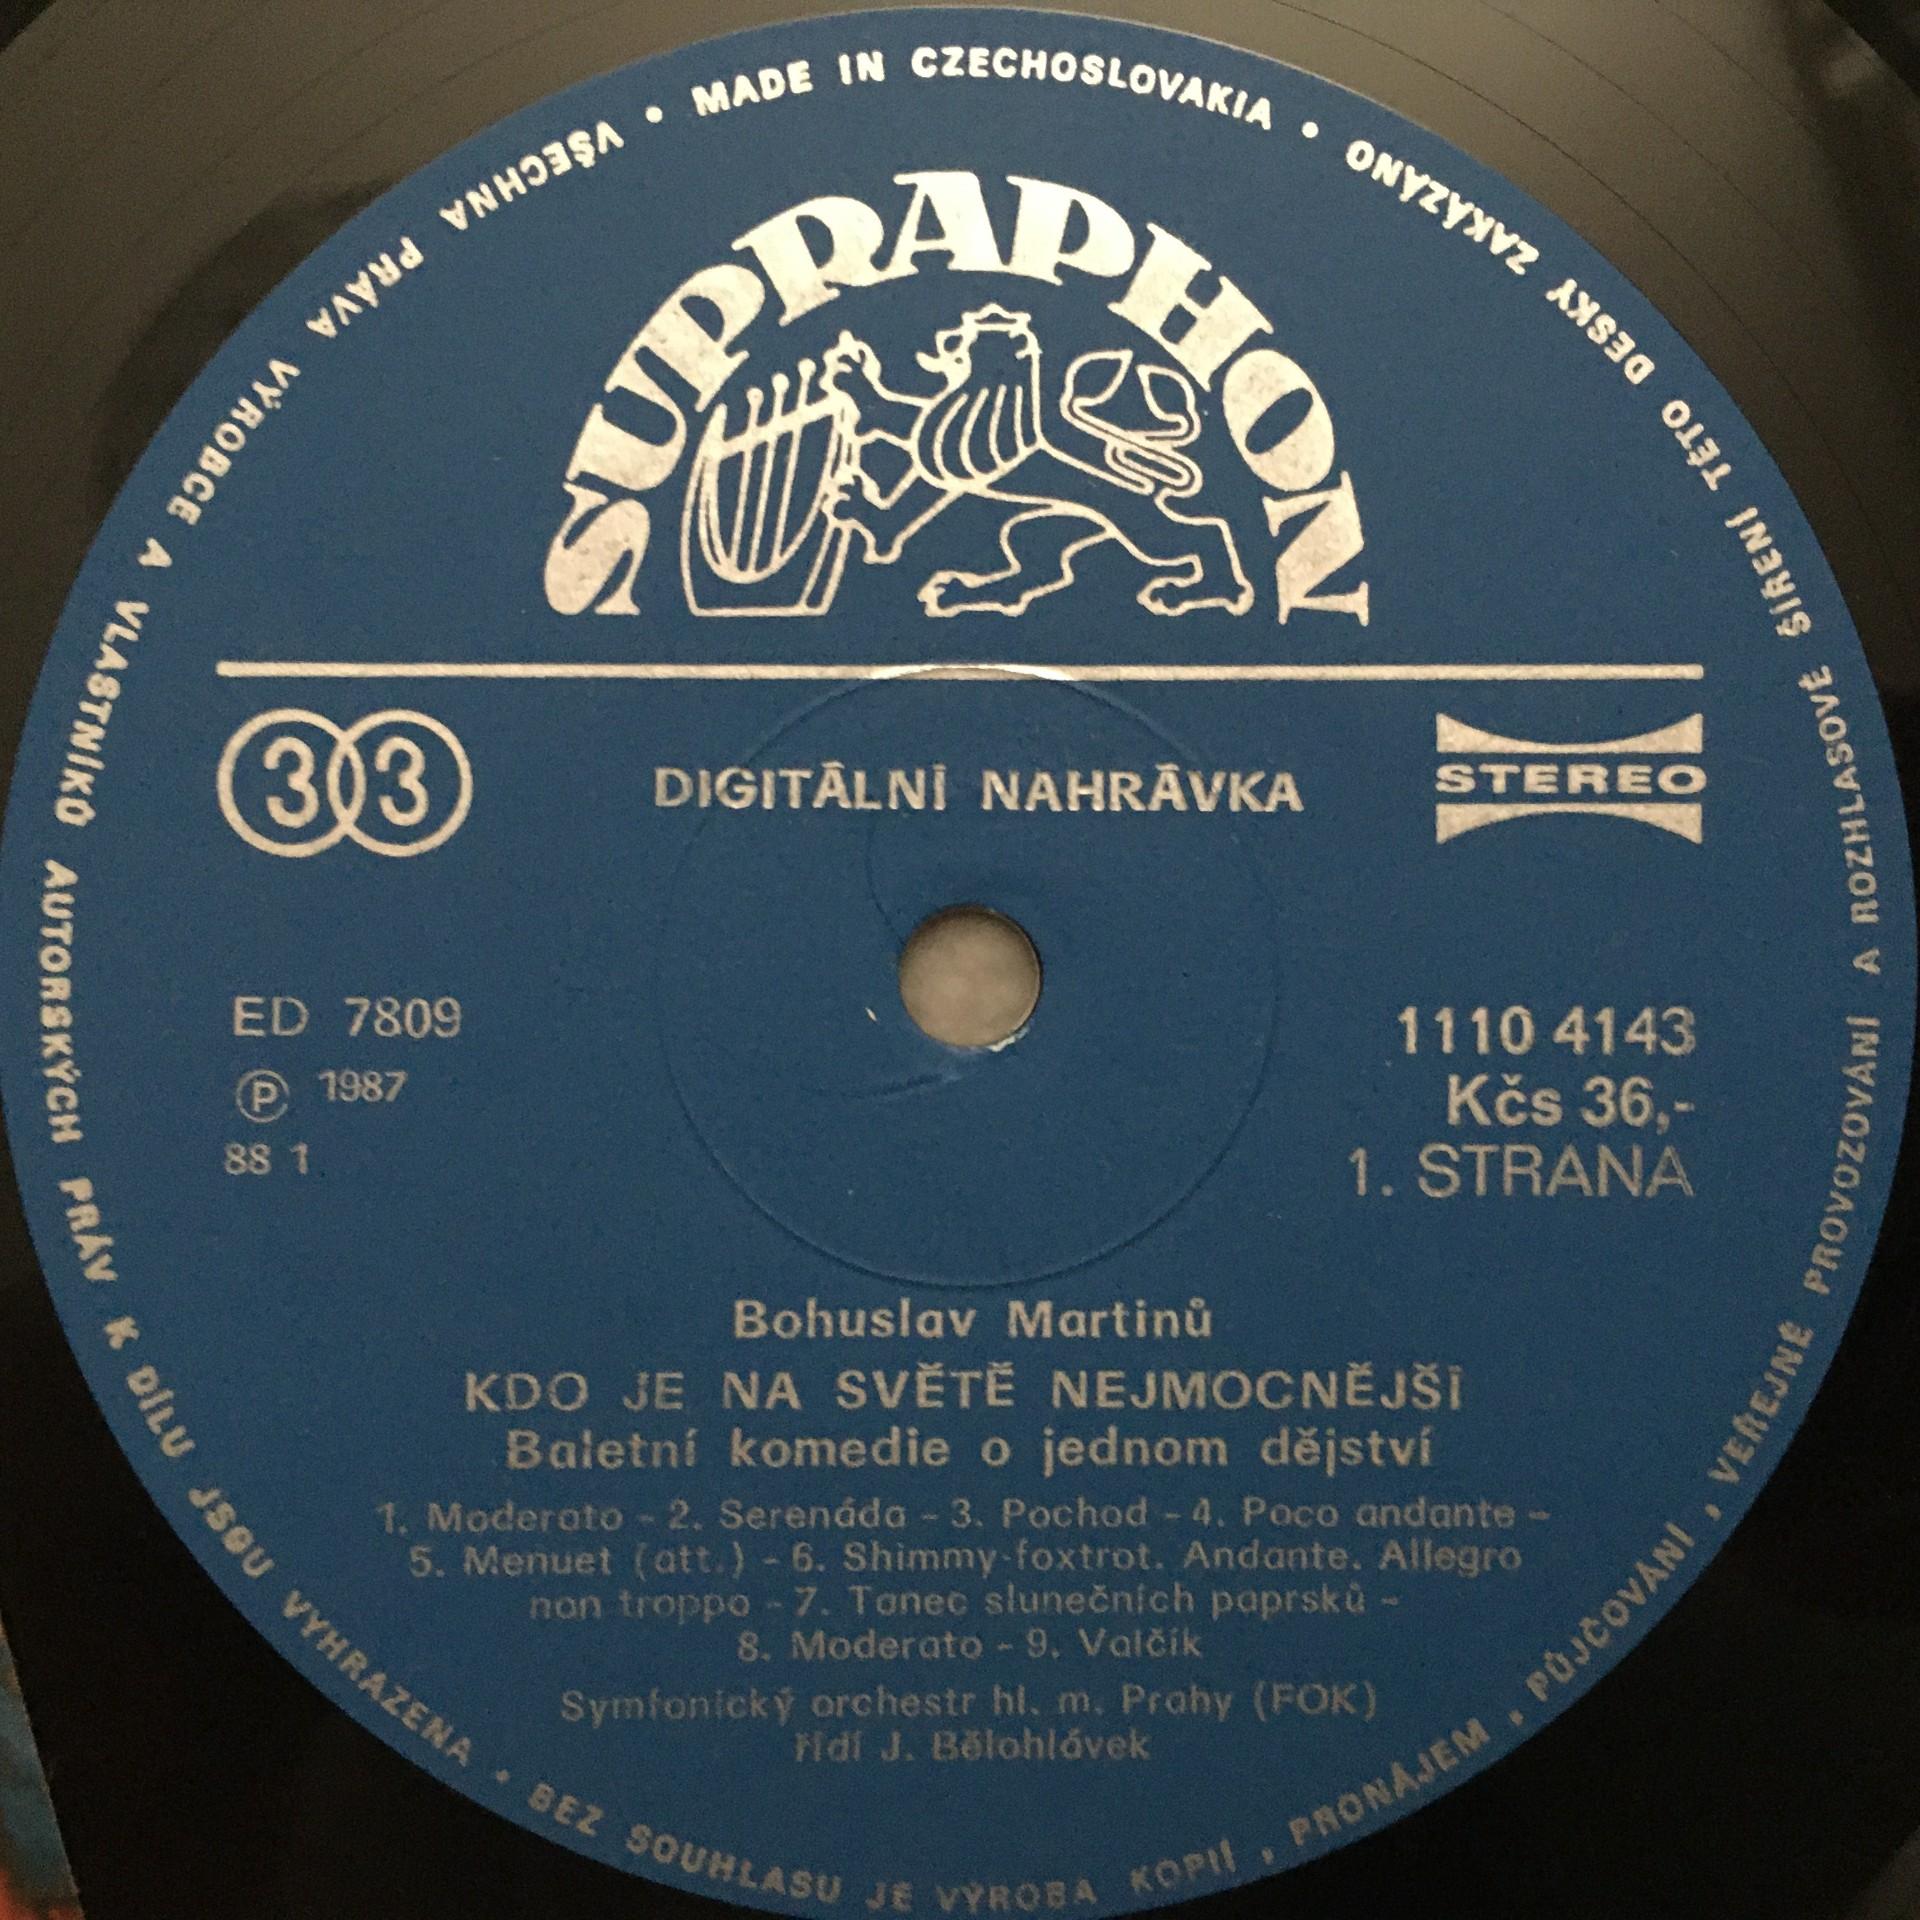 VŠECHNA PRÁVA VÝROBCE A VLASTNÍKŮ AUTORSKÝCH PRÁV K DÍLU JSOU VYHRAZENA • BEZ SOUHLASU JE VÝROBA KOPIÍ, PRONÁJEM, PŮJČOVÁNÍ, VEŘEJNÉ PROVOZOVÁNÍ A ROZHLASOVÉ ŠÍŘENÍ TÉTO DESKY ZAKÁZÁNO • MADE IN CZECHOSLOVAKIA •
SUPRAPHON
33
DIGITÁLNÍ NAHRÁVKA
STEREO
ED 7809
Ⓟ 1987
88 1
1110 4143
Kčs 36,-
1. STRANA
Bohuslav Martinů
KDO JE NA SVĚTĚ NEJMOCNĚJŠÍ
Baletní komedie o jednom dějství
1. Moderato - 2. Serenáda - 3. Pochod - 4. Poco andante -
5. Menuet (att.) - 6. Shimmy-foxtrot. Andante. Allegro
non troppo - 7. Tanec slunečních paprsků -
8. Moderato - 9. Valčík
Symfonický orchestr hl. m. Prahy (FOK)
řídí J. Bělohlávek